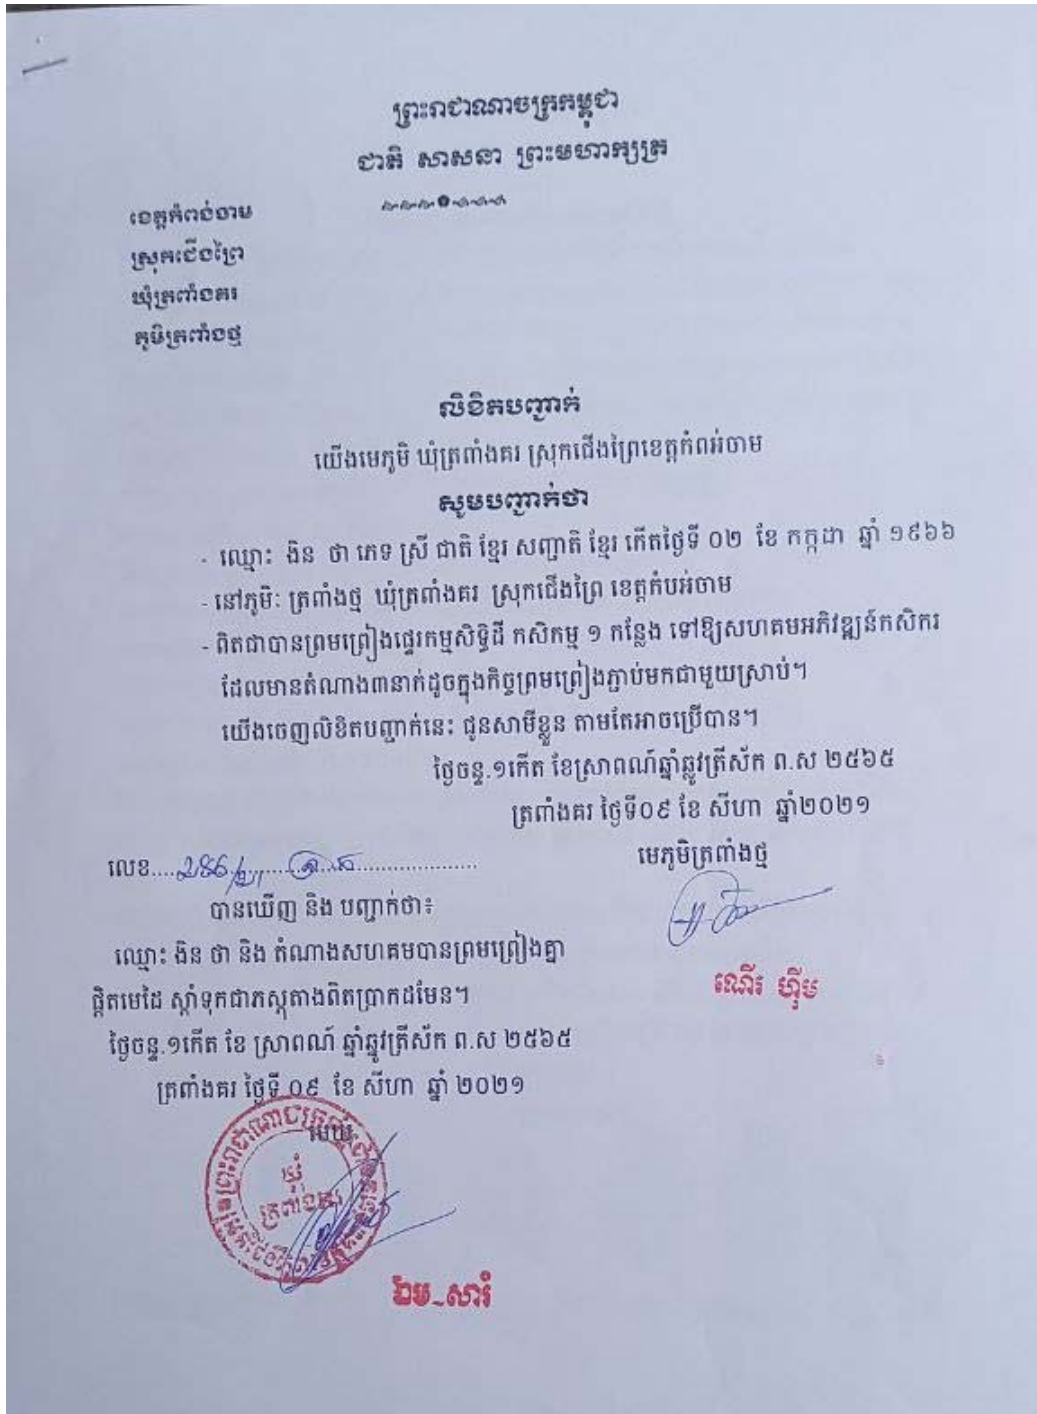 ព្រះរាជាណាចក្រកម្ពុជា
ជាតិ សាសនា ព្រះមហាក្សត្រ
ខេត្តកំពង់ចាម
ស្រុកជើងព្រៃ
ឃុំត្រពាំងគរ
ភូមិត្រពាំងថ្ម
លិខិតបញ្ជាក់
យើងមេភូមិ ឃុំត្រពាំងគរ ស្រុកជើងព្រៃខេត្តកំពអ់ចាម
សូមបញ្ជាក់ថា
- ឈ្មោះ ងិន ថា ភេទ ស្រី ជាតិ ខ្មែរ សញ្ជាតិ ខ្មែរ កើតថ្ងៃទី ០២ ខែ កក្កដា ឆ្នាំ ១៩៦៦
- នៅភូមិៈ ត្រពាំងថ្ម ឃុំត្រពាំងគរ ស្រុកជើងព្រៃ ខេត្តកំបអ់ចាម
- ពិតជាបានព្រមព្រៀងផ្ទេរកម្មសិទ្ធិដី កសិកម្ម ១ កន្លែង ទៅឱ្យសហគមអភិវឌ្ឍន៍កសិករ
ដែលមានតំណាង៣នាក់ដូចក្នុងកិច្ចព្រមព្រៀងភ្ជាប់មកជាមួយស្រាប់។
យើងចេញលិខិតបញ្ជាក់នេះ ជូនសាមីខ្លួន តាមតែអាចប្រើបាន។
ថ្ងៃចន្ទ.១កើត ខែស្រាពណ៍ឆ្នាំឆ្លូវត្រីស័ក ព.ស ២៥៦៥
ត្រពាំងគរ ថ្ងៃទី០៩ ខែ សីហា ឆ្នាំ២០២១
មេភូមិត្រពាំងថ្ម
លេខ....២៤៦/២១
បានឃើញ និង បញ្ជាក់ថា៖
ឈ្មោះ ងិន ថា និង តំណាងសហគមបានព្រមព្រៀងគ្នា
ផ្តិតមេដៃ ស្តាំទុកជាភស្តុតាងពិតប្រាកដមែន។
ណើរ ហ៊ីម
ថ្ងៃចន្ទ.១កើត ខែ ស្រាពណ៍ ឆ្នាំឆ្លូវត្រីស័ក ព.ស ២៥៦៥
ត្រពាំងគរ ថ្ងៃទី ០៩ ខែ សីហា ឆ្នាំ ២០២១
មេឃុំ
ឃុំ
ត្រពាំងគរ
ឯម-សារំ